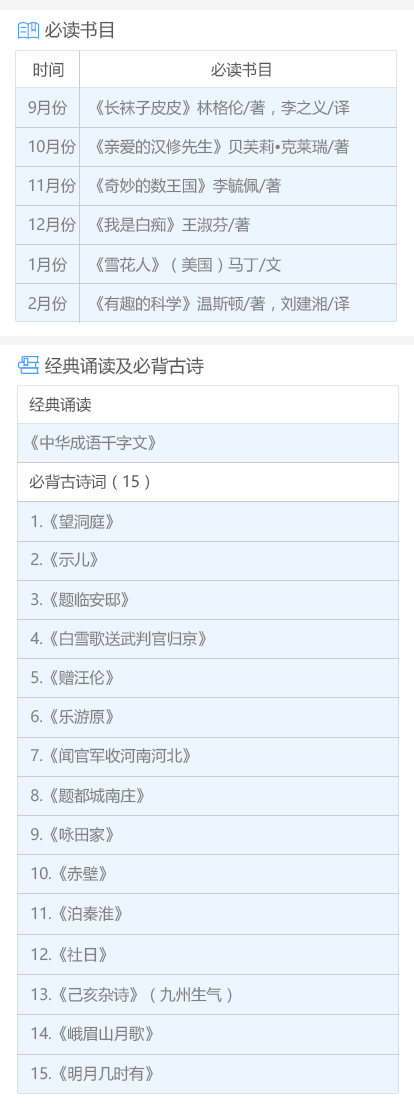 必读书目
时间 必读书目
9月份 《长袜子皮皮》林格伦/著，李之义/译
10月份 《亲爱的汉修先生》贝芙莉•克莱瑞/著
11月份 《奇妙的数王国》李毓佩/著
12月份 《我是白痴》王淑芬/著
1月份 《雪花人》（美国）马丁/文
2月份 《有趣的科学》温斯顿/著，刘建湘/译
经典诵读及必背古诗
经典诵读
《中华成语千字文》
必背古诗词（15）
1.《望洞庭》
2.《示儿》
3.《题临安邸》
4.《白雪歌送武判官归京》
5.《赠汪伦》
6.《乐游原》
7.《闻官军收河南河北》
8.《题都城南庄》
9.《咏田家》
10.《赤壁》
11.《泊秦淮》
12.《社日》
13.《己亥杂诗》（九州生气）
14.《峨眉山月歌》
15.《明月几时有》